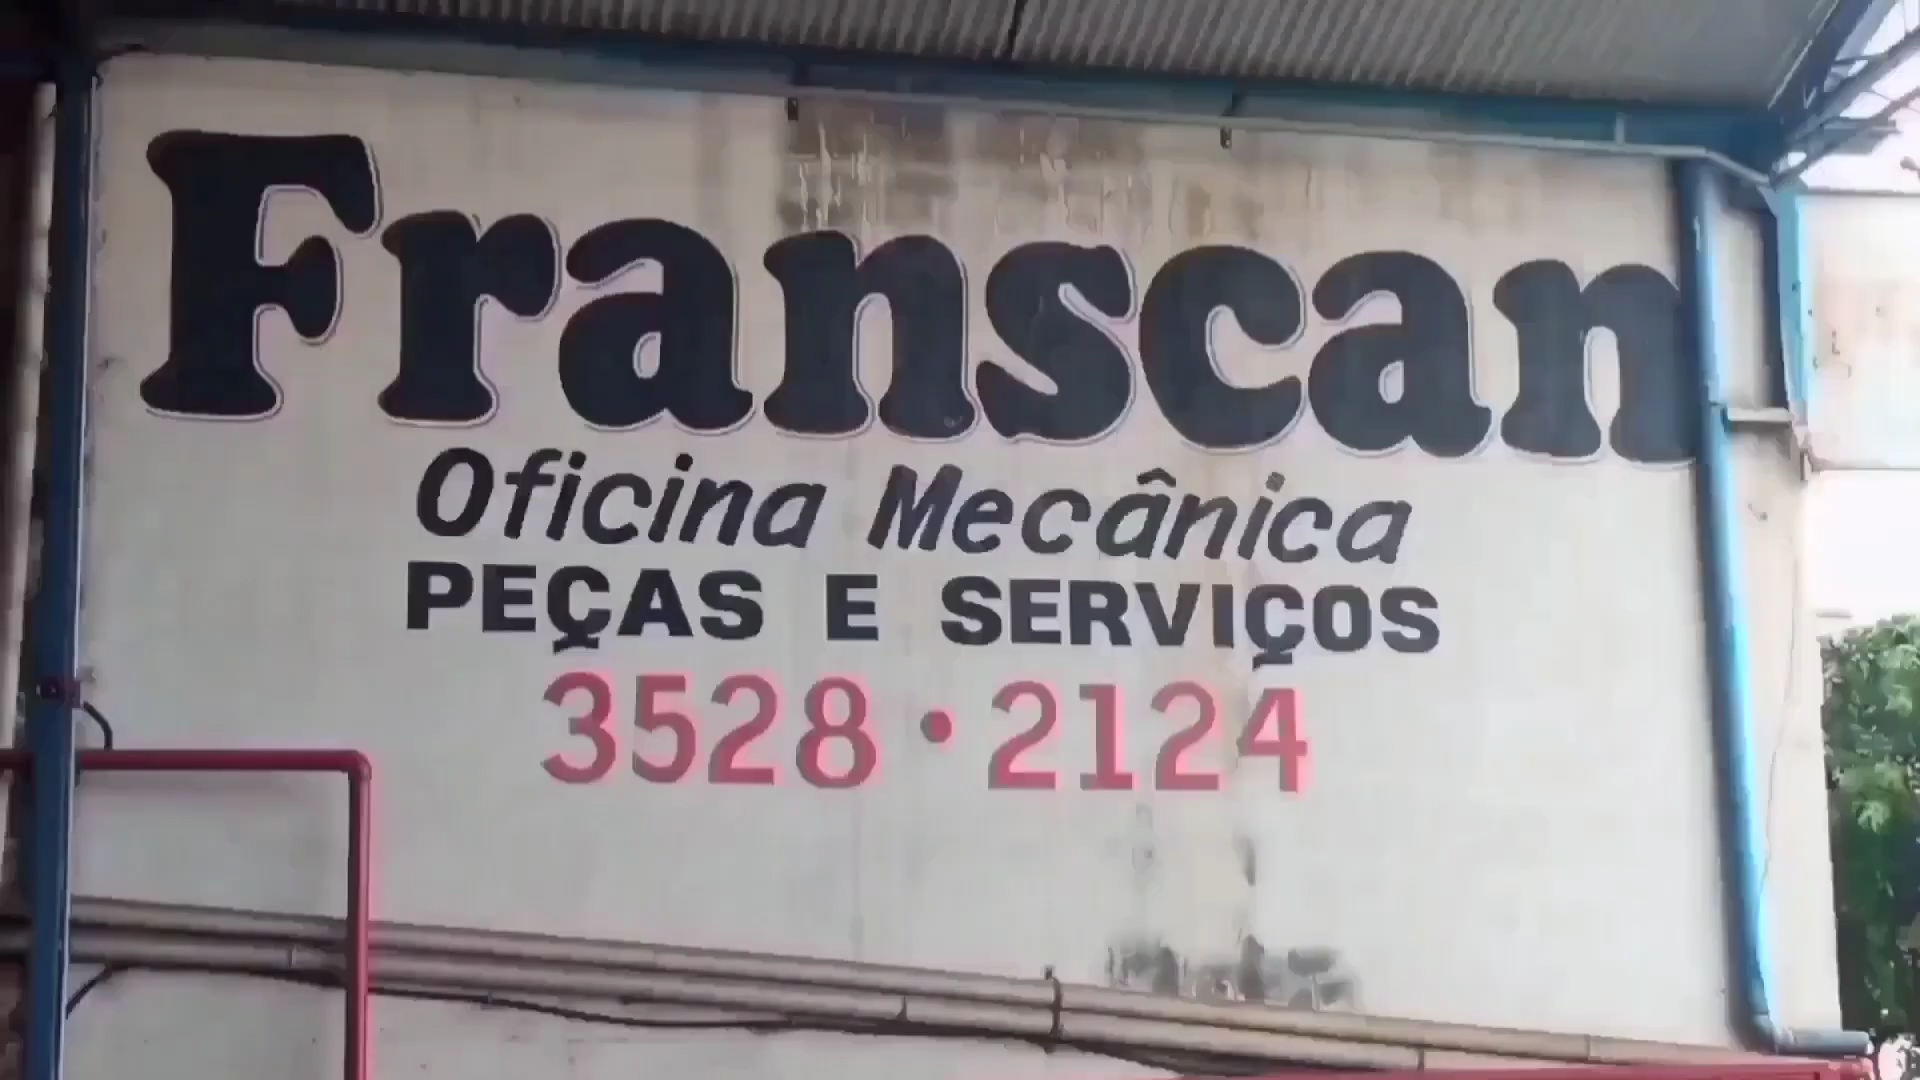 Franscan
Oficina Mecânica
PEÇAS E SERVIÇOS
3528 • 2124